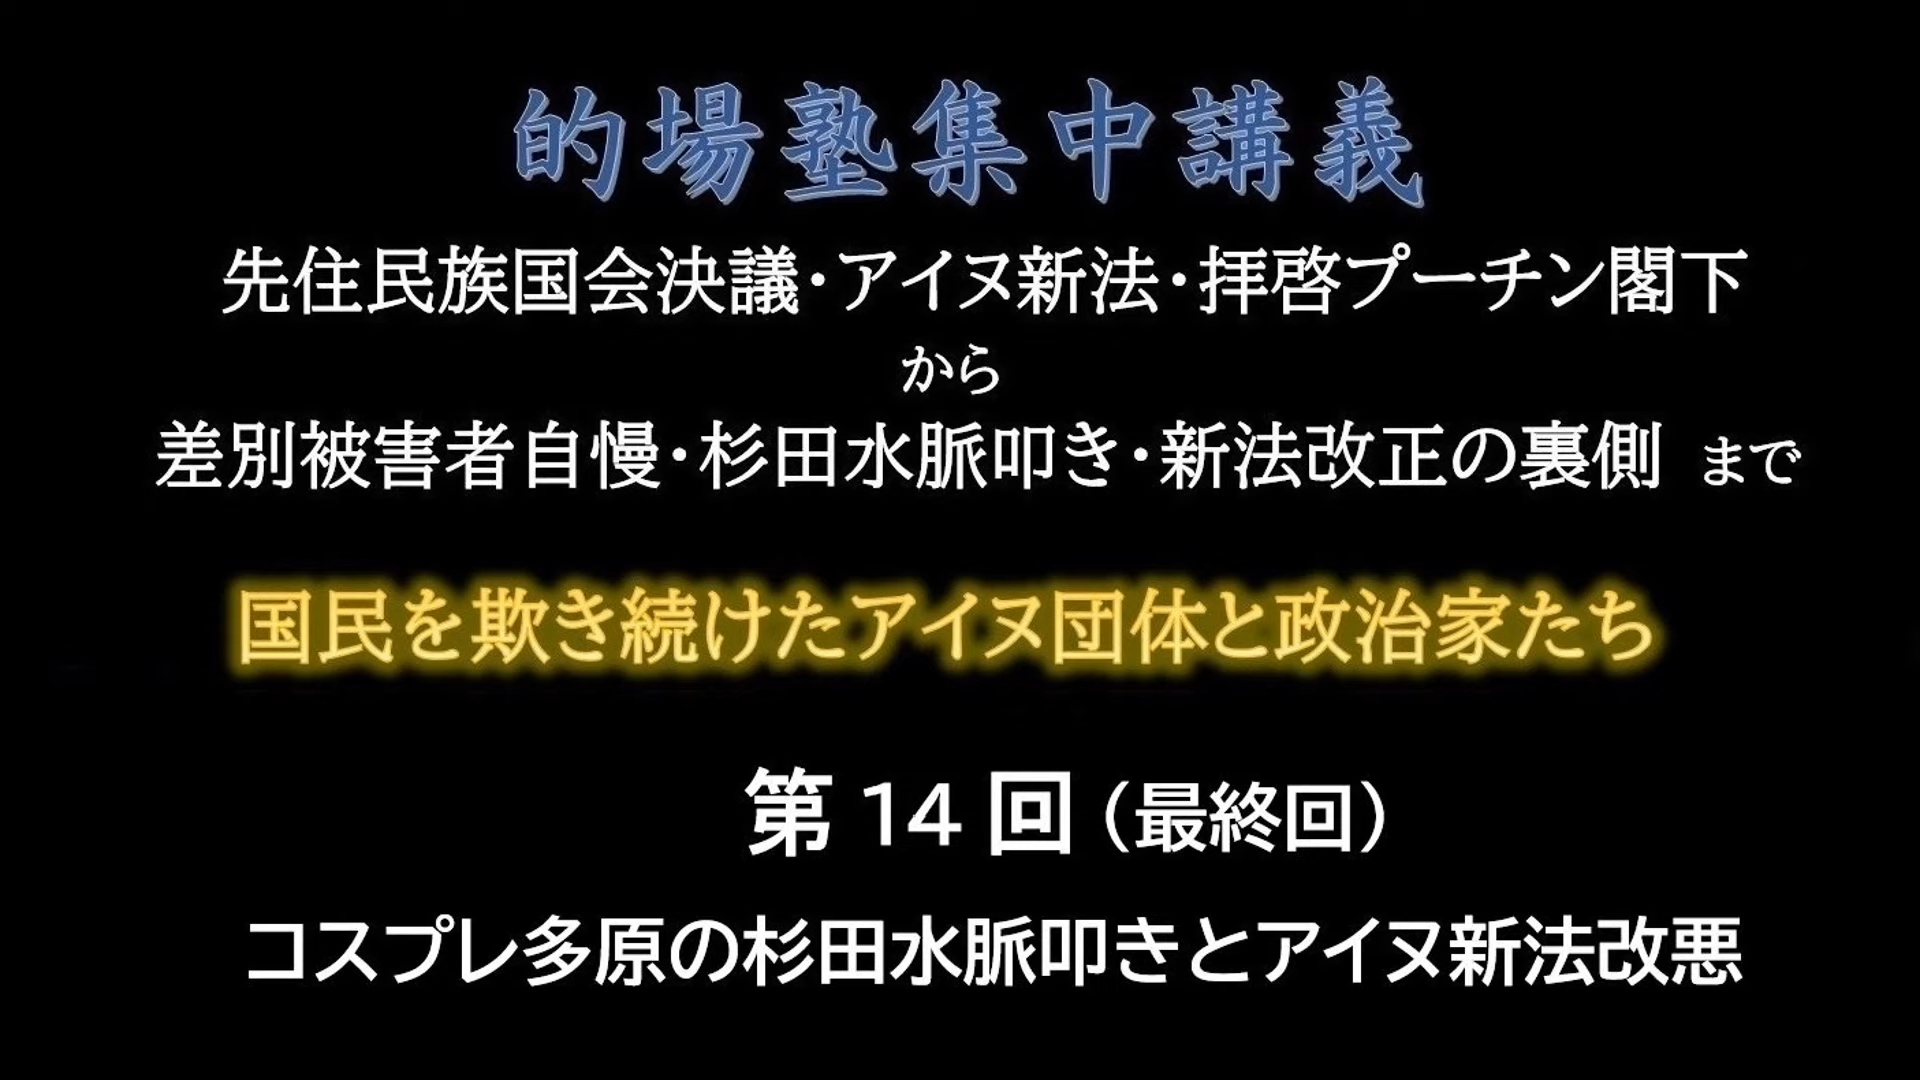 的場塾集中講義
先住民族国会決議・アイヌ新法・拝啓プーチン閣下
から
差別被害者自慢・杉田水脈叩き・新法改正の裏側 まで
国民を欺き続けたアイヌ団体と政治家たち
第14回（最終回）
コスプレ多原の杉田水脈叩きとアイヌ新法改悪